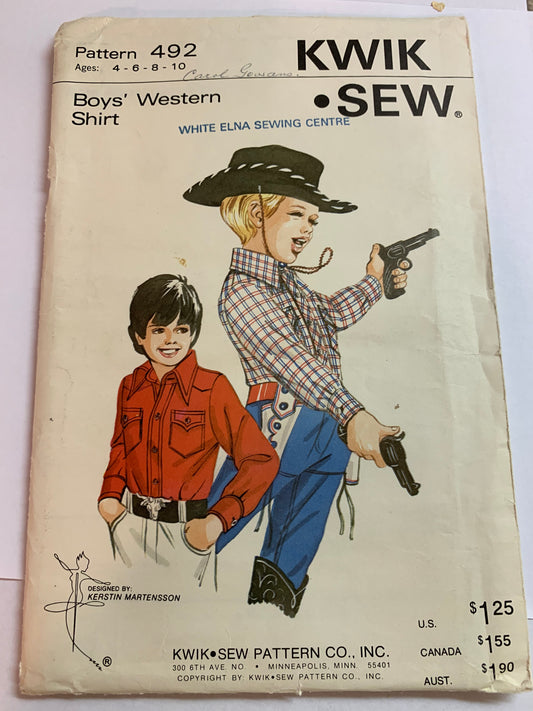 Pattern 492
Ages: 4 - 6 - 8 - 10
Carol
KWIK
•SEW®
Boys' Western
Shirt
WHITE ELNA SEWING CENTRE
DESIGNED BY:
KERSTIN MARTENSSON
®
KWIK•SEW PATTERN CO., INC.
300 6TH AVE. NO • MINNEAPOLIS, MINN. 55401
COPYRIGHT BY: KWIK•SEW PATTERN CO., INC.
U.S. $1.25
CANADA $1.55
AUST. $1.90